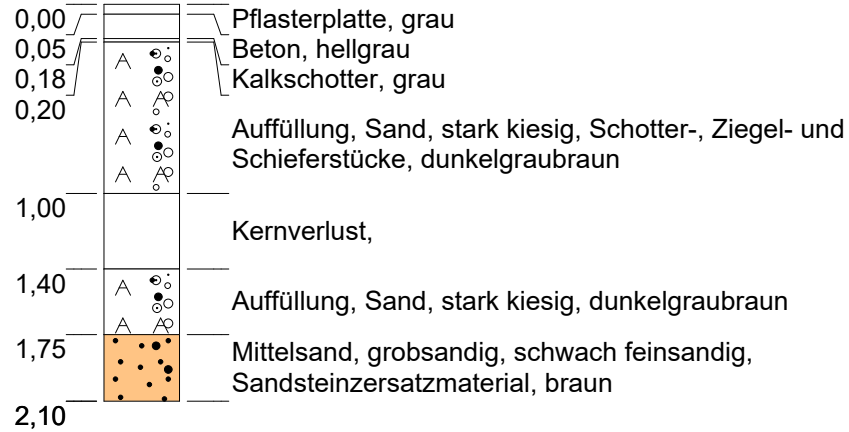 0,00 Pflasterplatte, grau
0,05 Beton, hellgrau
0,18 Kalkschotter, grau
0,20
Auffüllung, Sand, stark kiesig, Schotter-, Ziegel- und
Schieferstücke, dunkelgraubraun
1,00
Kernverlust,
1,40
Auffüllung, Sand, stark kiesig, dunkelgraubraun
1,75
Mittelsand, grobsandig, schwach feinsandig,
Sandsteinzersatzmaterial, braun
2,10